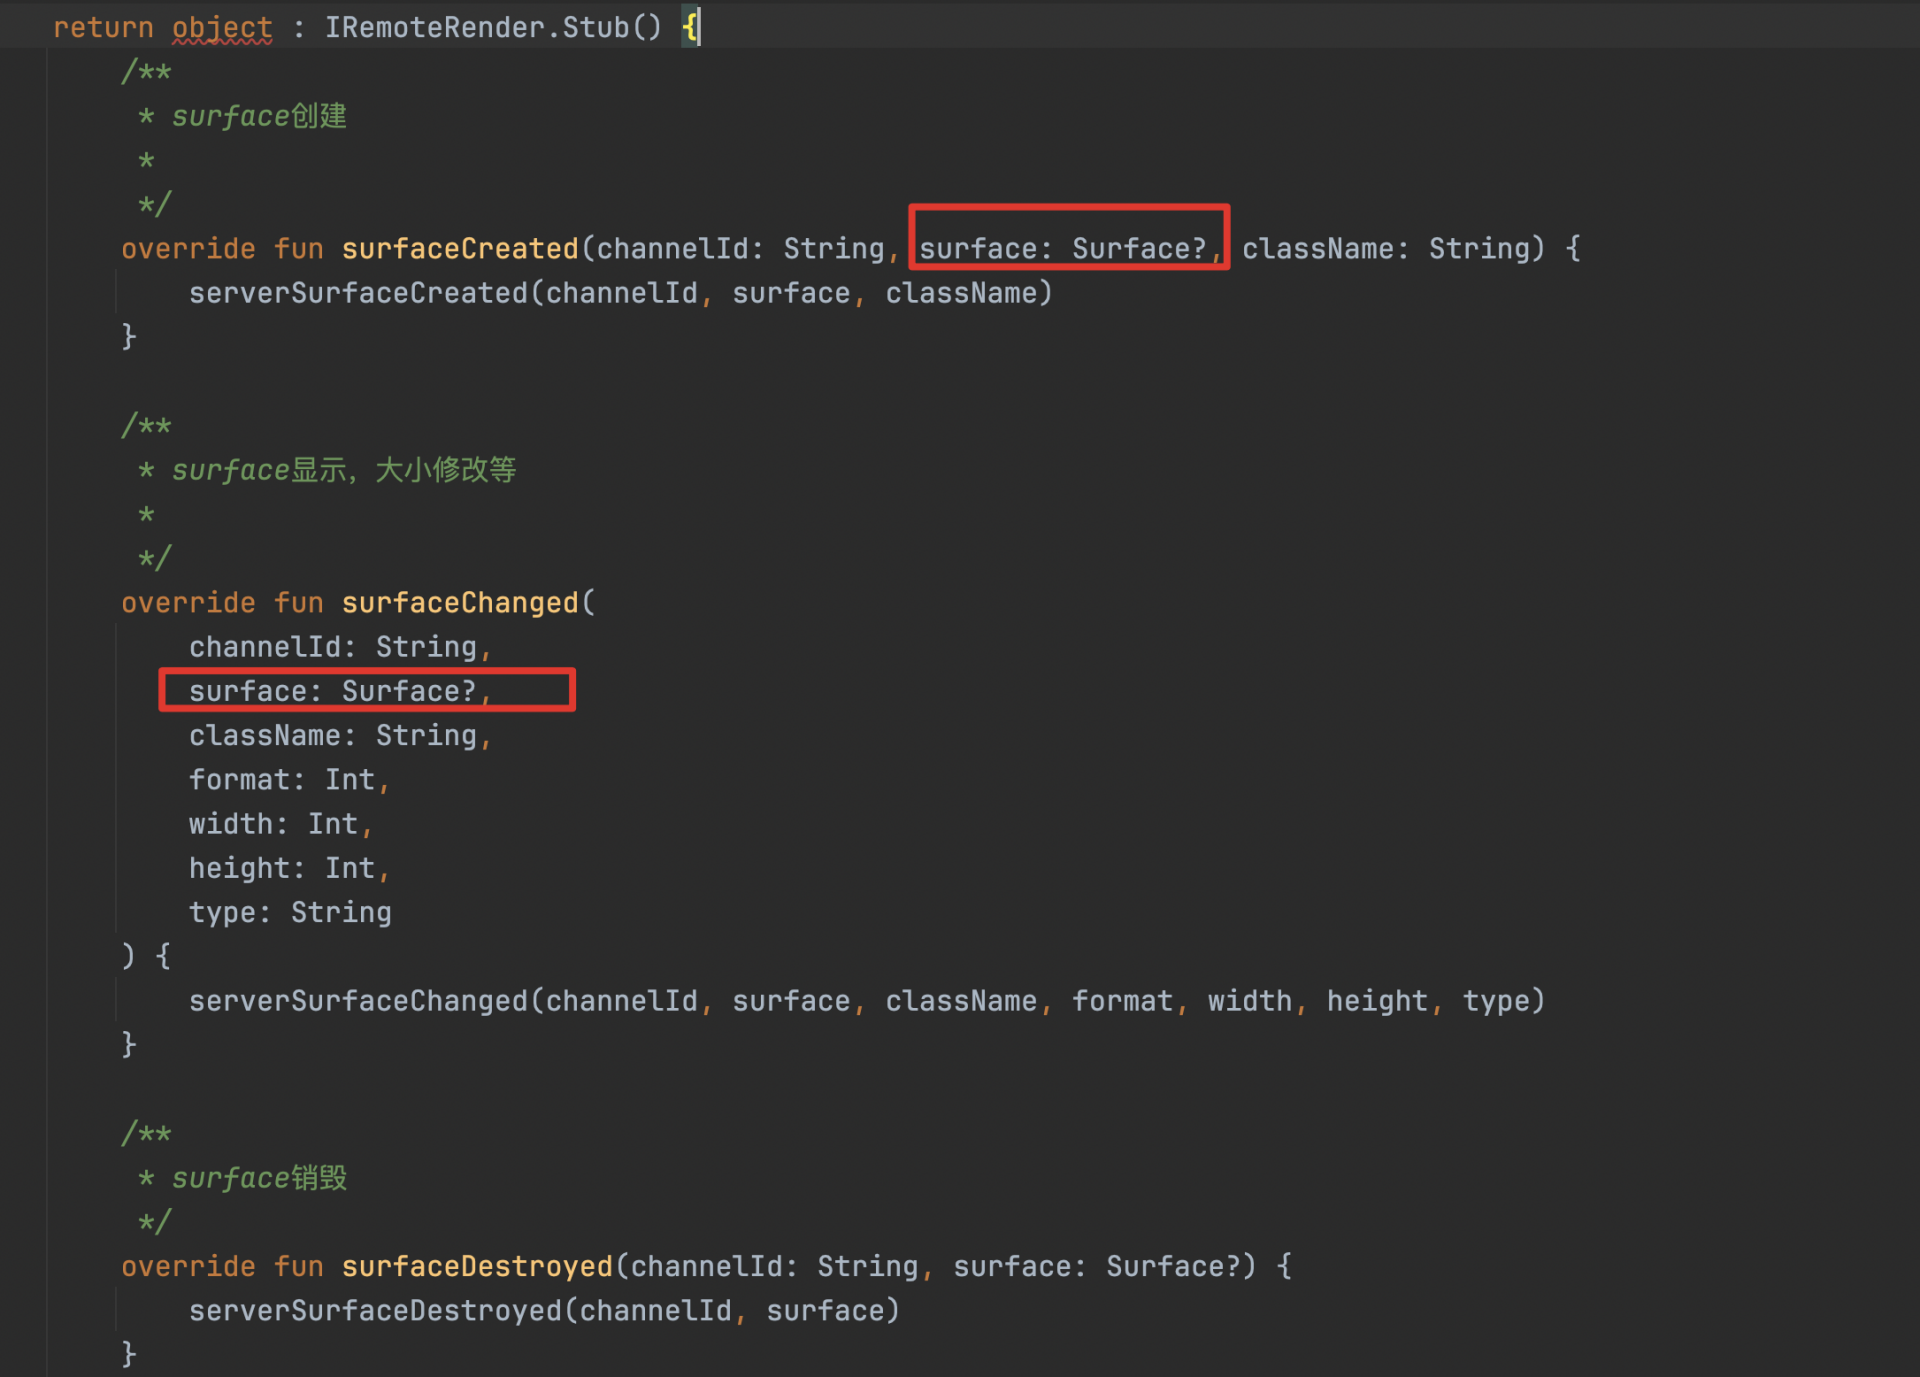 return object : IRemoteRender.Stub() {
/**
* surface创建
*
*/
override fun surfaceCreated(channelId: String, surface: Surface?, className: String) {
serverSurfaceCreated(channelId, surface, className)
}
/**
* surface显示，大小修改等
*
*/
override fun surfaceChanged(
channelId: String,
surface: Surface?,
className: String,
format: Int,
width: Int,
height: Int,
type: String
) {
serverSurfaceChanged(channelId, surface, className, format, width, height, type)
}
/**
* surface销毁
*/
override fun surfaceDestroyed(channelId: String, surface: Surface?) {
serverSurfaceDestroyed(channelId, surface)
}